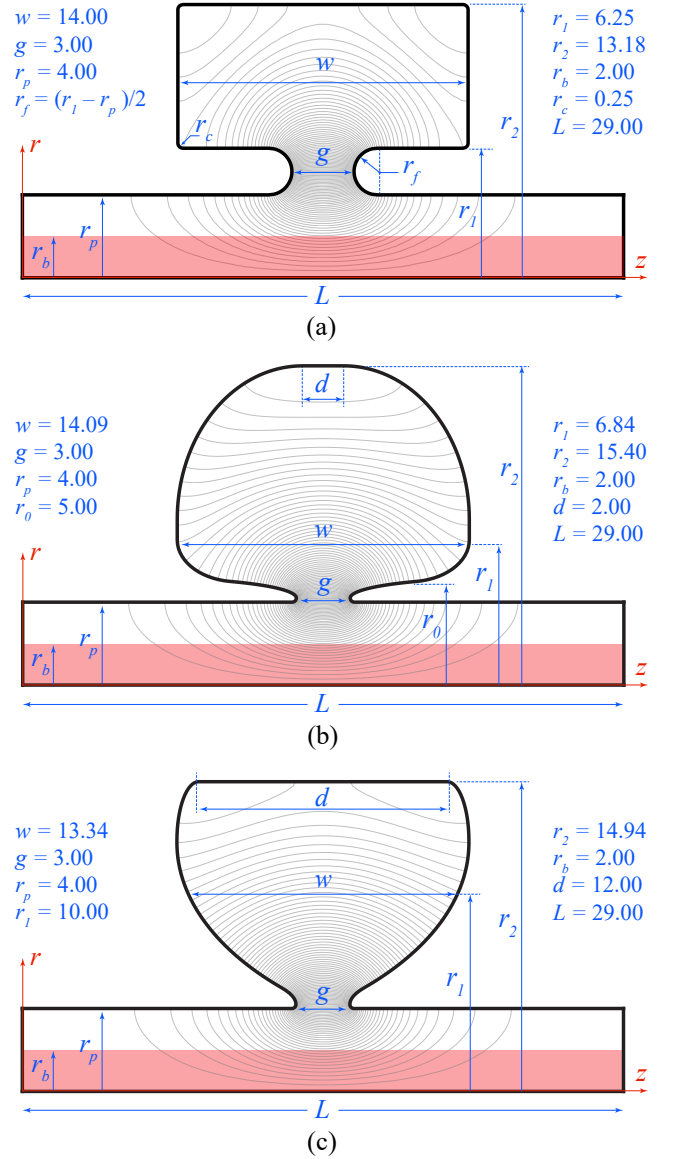 w = 14.00
g = 3.00
r_p = 4.00
r_f = (r_1 – r_p )/2
r_1 = 6.25
r_2 = 13.18
r_b = 2.00
r_c = 0.25
L = 29.00
w
r_2
r_c
g
r_f
r
r_p
r_1
r_b
z
L
(a)
w = 14.09
g = 3.00
r_p = 4.00
r_0 = 5.00
r_1 = 6.84
r_2 = 15.40
r_b = 2.00
d = 2.00
L = 29.00
d
r_2
w
r
r_1
g
r_0
r_p
r_b
z
L
(b)
w = 13.34
g = 3.00
r_p = 4.00
r_1 = 10.00
r_2 = 14.94
r_b = 2.00
d = 12.00
L = 29.00
d
w
r_2
r
g
r_1
r_p
r_b
z
L
(c)